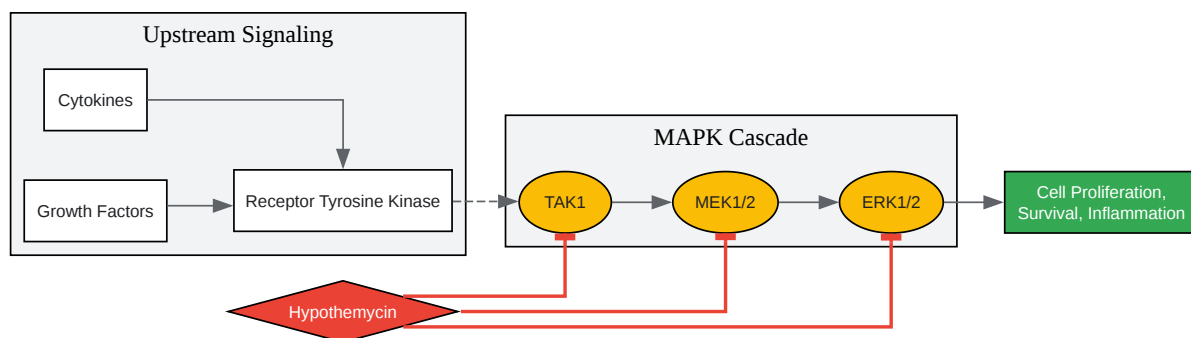 Upstream Signaling
Cytokines
Growth Factors
Receptor Tyrosine Kinase
MAPK Cascade
TAK1
MEK1/2
ERK1/2
Cell Proliferation,
Survival, Inflammation
Hypothemycin